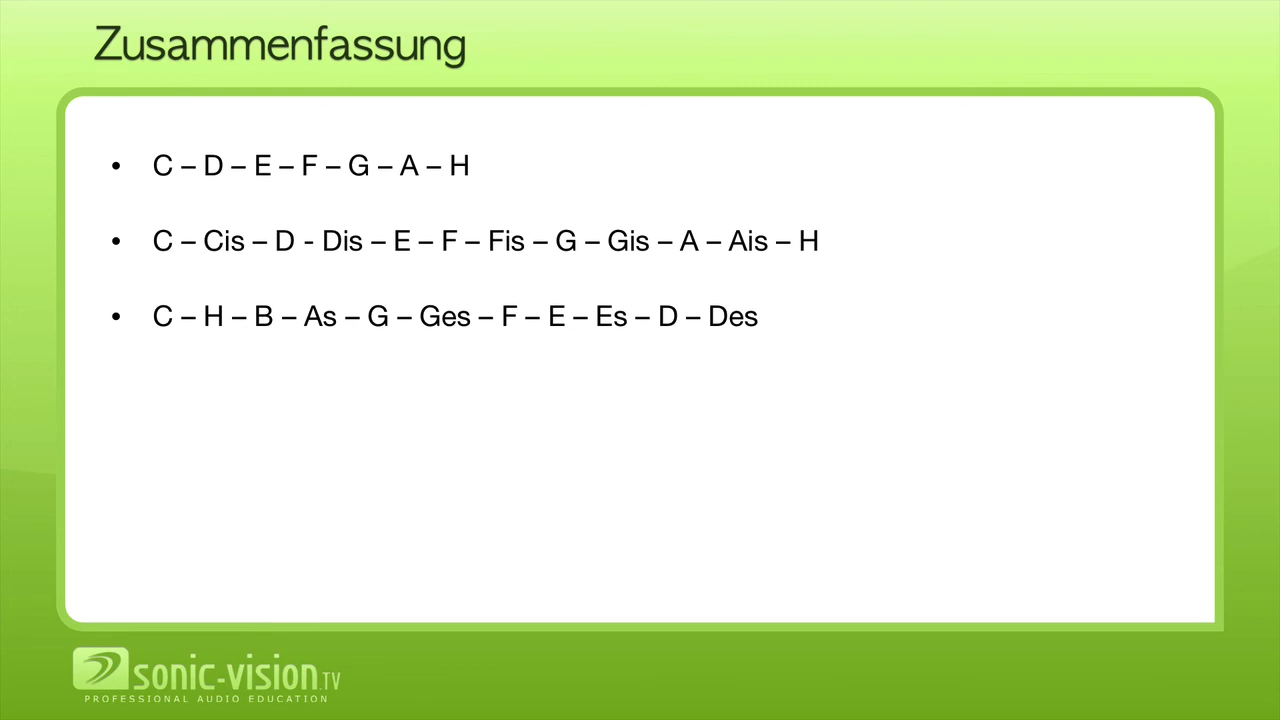 Zusammenfassung
• C – D – E – F – G – A – H
• C – Cis – D - Dis – E – F – Fis – G – Gis – A – Ais – H
• C – H – B – As – G – Ges – F – E – Es – D – Des
sonic-vision.TV
PROFESSIONAL AUDIO EDUCATION